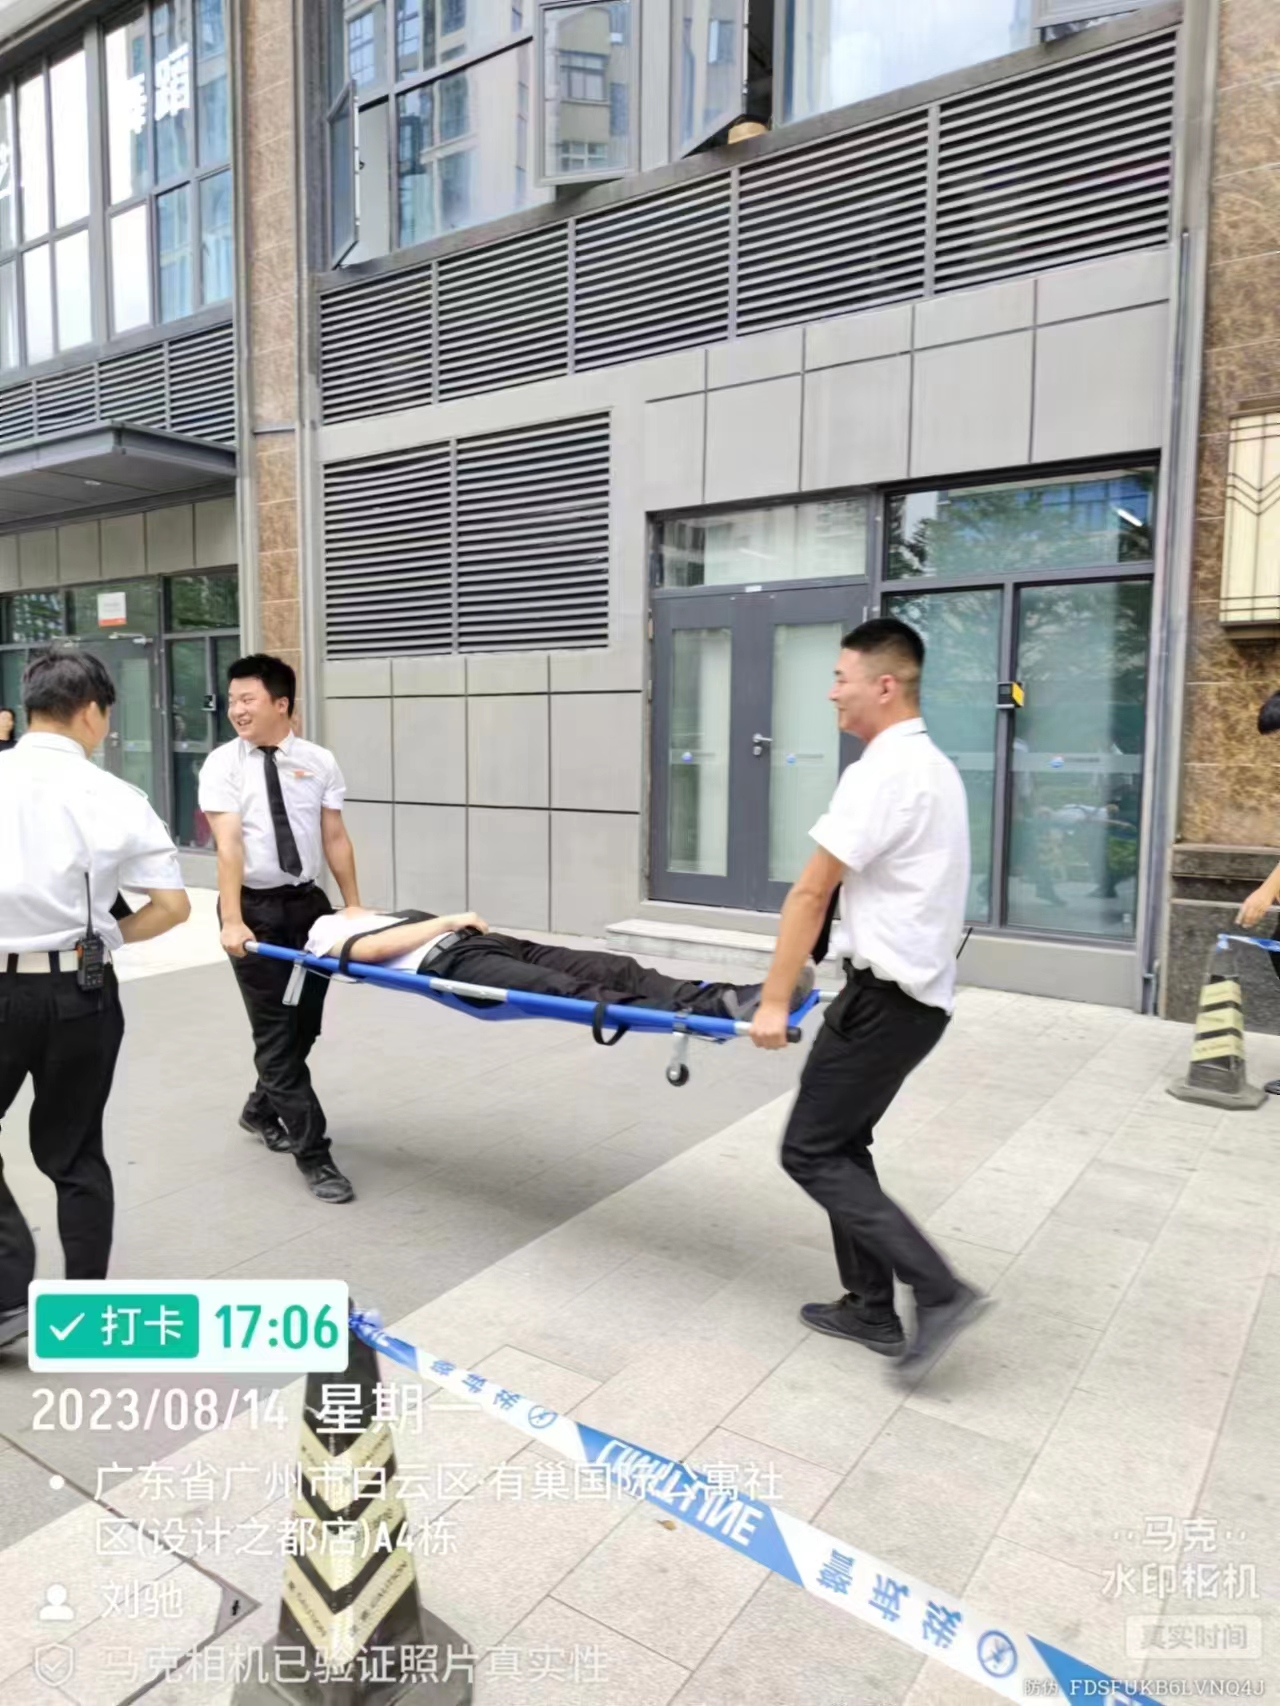 舞蹈
打卡 17:06
2023/08/14 星期一
广东省广州市白云区·有巢国际公寓社
区(设计之都店)A4栋
刘驰
马克相机已验证照片真实性
马克
水印相机
真实时间
防伪 FDSFUKB6LVNQ4J